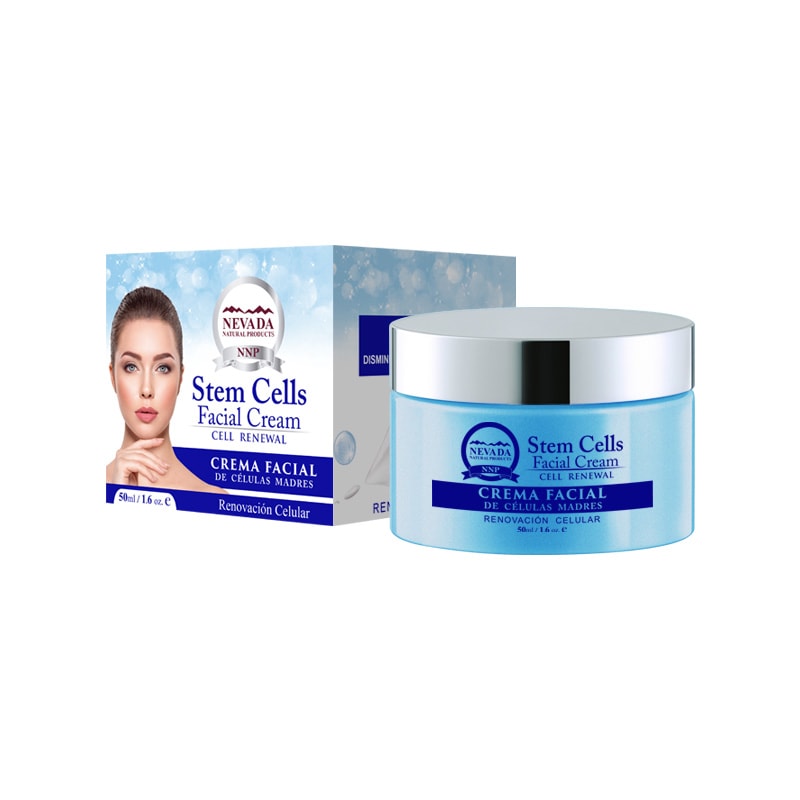 NEVADA
NATURAL PRODUCTS
NNP
Stem Cells
Facial Cream
CELL RENEWAL
CREMA FACIAL
DE CÉLULAS MADRES
50ml / 1.6 oz. e
Renovación Celular
NEVADA
NATURAL PRODUCTS
NNP
Stem Cells
Facial Cream
CELL RENEWAL
CREMA FACIAL
DE CÉLULAS MADRES
RENOVACIÓN CELULAR
50ml / 1.6 oz. e